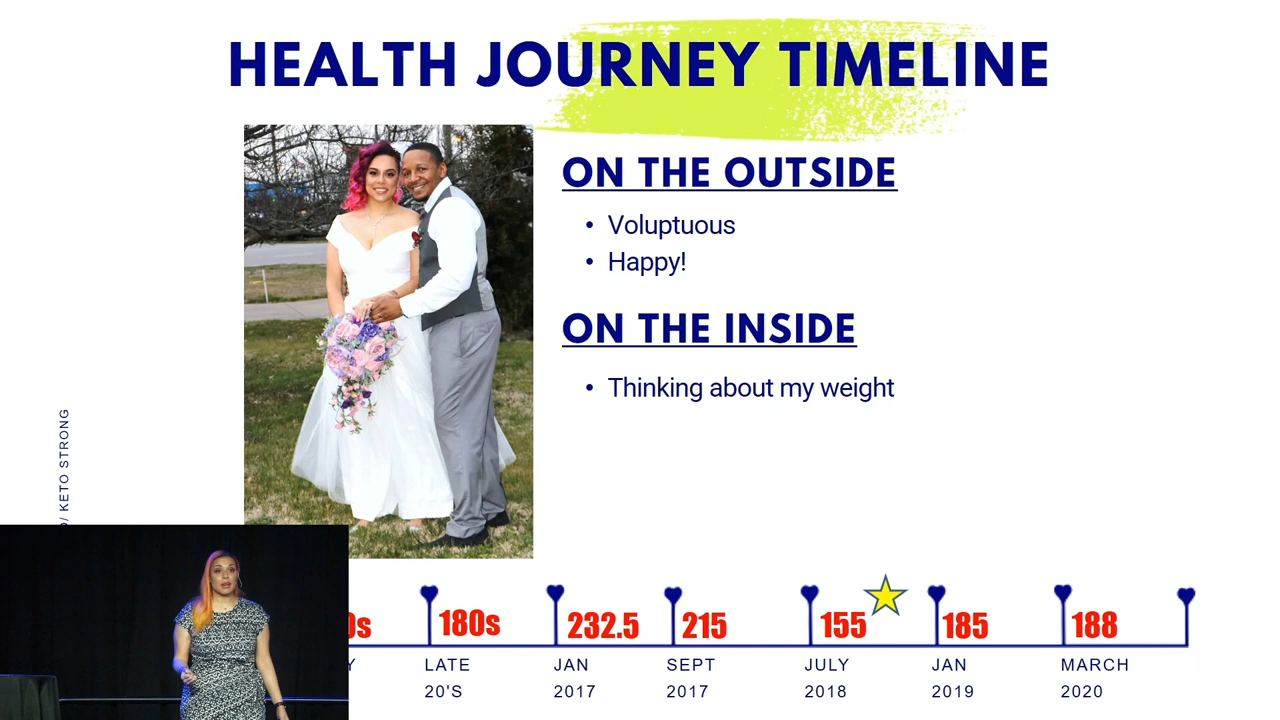 HEALTH JOURNEY TIMELINE
ON THE OUTSIDE
• Voluptuous
• Happy!
ON THE INSIDE
• Thinking about my weight
/ KETO STRONG
0s 180s 232.5 215 155 185 188
Y LATE JAN SEPT JULY JAN MARCH
20'S 2017 2017 2018 2019 2020